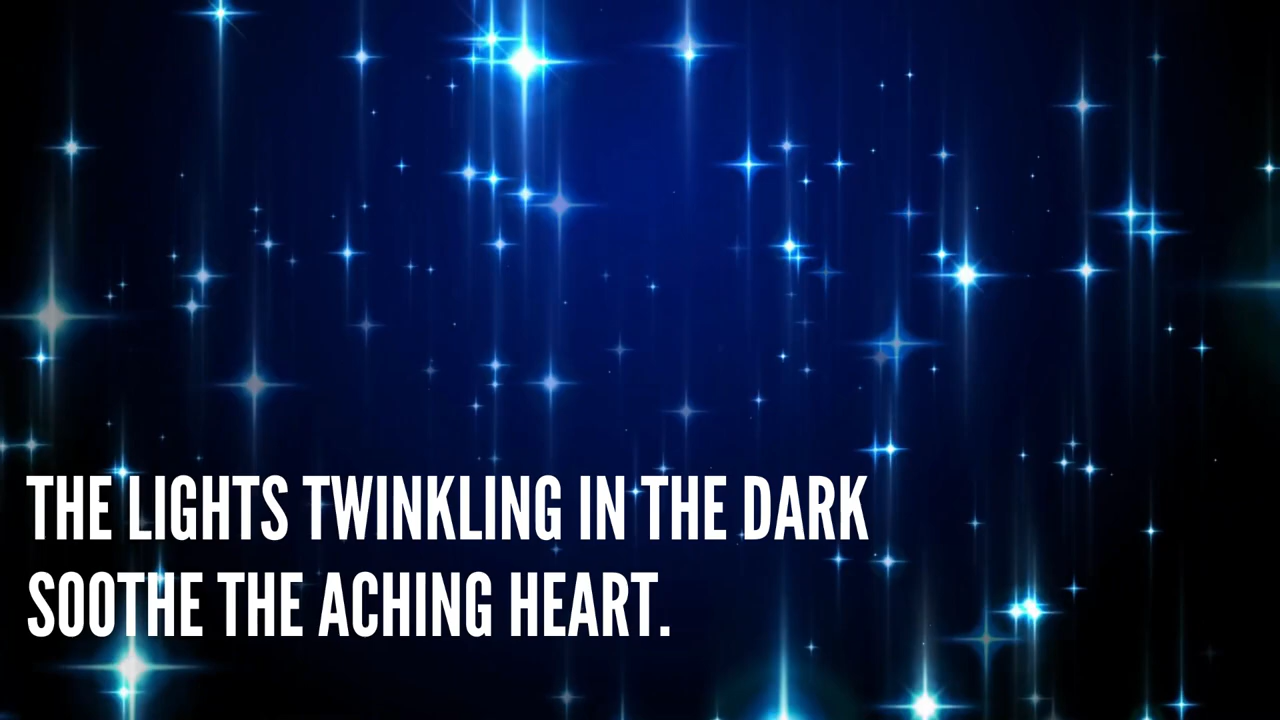 THE LIGHTS TWINKLING IN THE DARK
SOOTHE THE ACHING HEART.